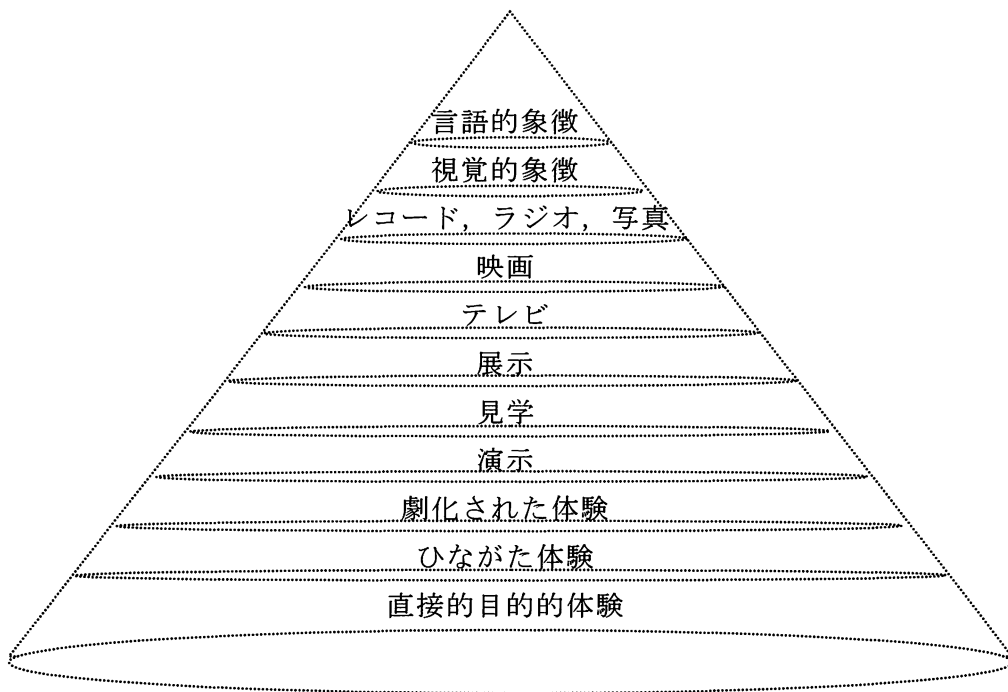 言語的象徴
視覚的象徴
レコード，ラジオ，写真
映画
テレビ
展示
見学
演示
劇化された体験
ひながた体験
直接的目的的体験